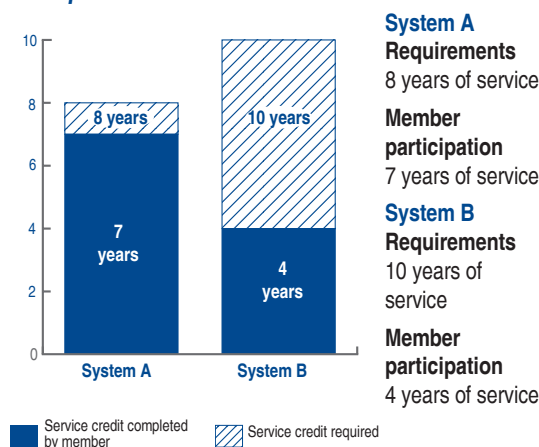 10
8
6
4
2
0
8 years
7
years
10 years
4
years
System A
System B
Service credit completed
by member
Service credit required
System A
Requirements
8 years of service
Member
participation
7 years of service
System B
Requirements
10 years of
service
Member
participation
4 years of service